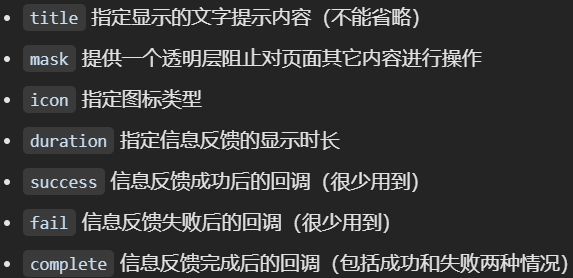 title 指定显示的文字提示内容（不能省略）
mask 提供一个透明层阻止对页面其它内容进行操作
icon 指定图标类型
duration 指定信息反馈的显示时长
success 信息反馈成功后的回调（很少用到）
fail 信息反馈失败后的回调（很少用到）
complete 信息反馈完成后的回调（包括成功和失败两种情况）